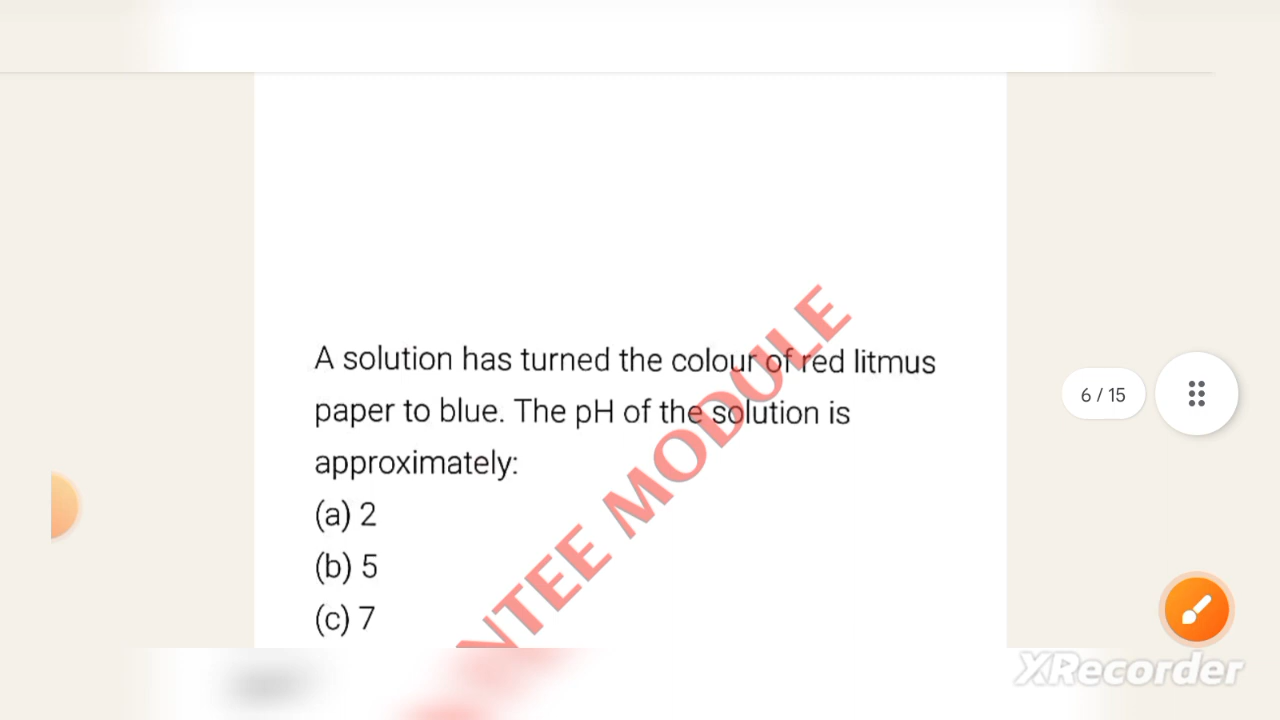 A solution has turned the colour of red litmus
paper to blue. The pH of the solution is
approximately:
(a) 2
(b) 5
(c) 7
NTEE MODULE
6 / 15
XRecorder